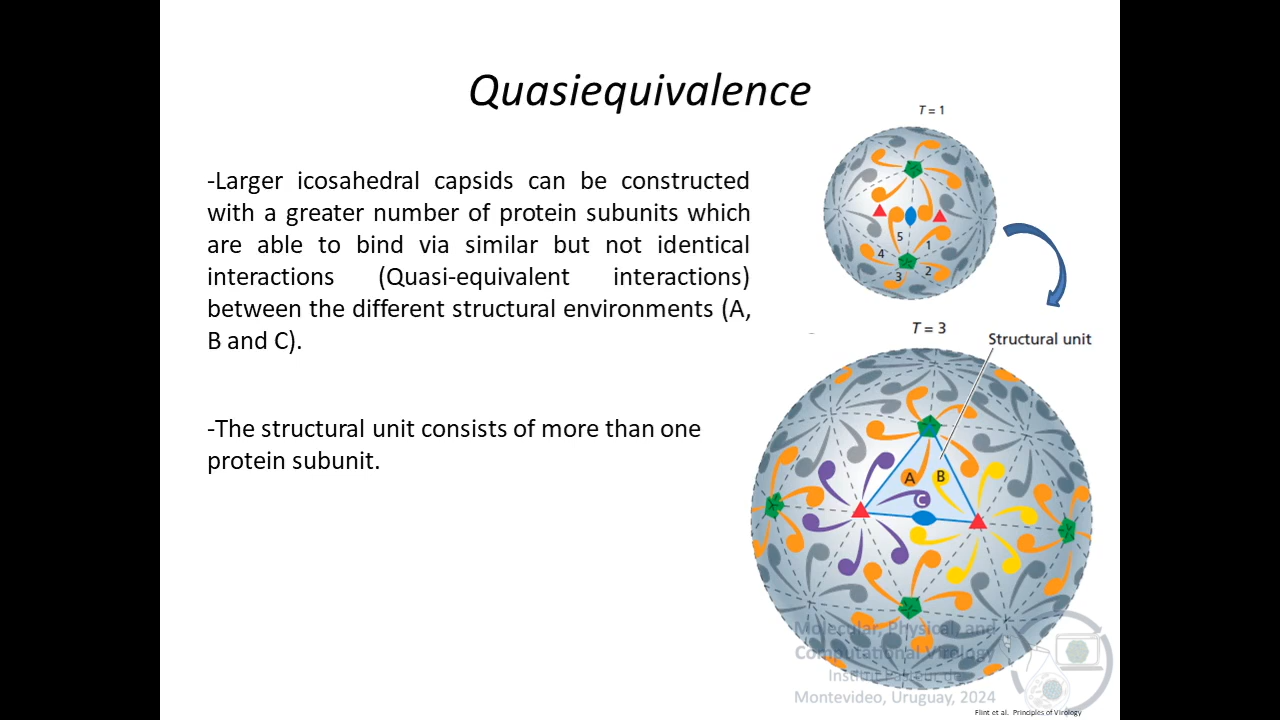 Quasiequivalence
-Larger icosahedral capsids can be constructed
with a greater number of protein subunits which
are able to bind via similar but not identical
interactions (Quasi-equivalent interactions)
between the different structural environments (A,
B and C).
-The structural unit consists of more than one
protein subunit.
T = 1
5
1
4
2
3
T = 3
Structural unit
A
B
C
Molecular, Physical, and
Computational Virology
Institut Pasteur de
Montevideo, Uruguay, 2024
Flint et al. Principles of Virology